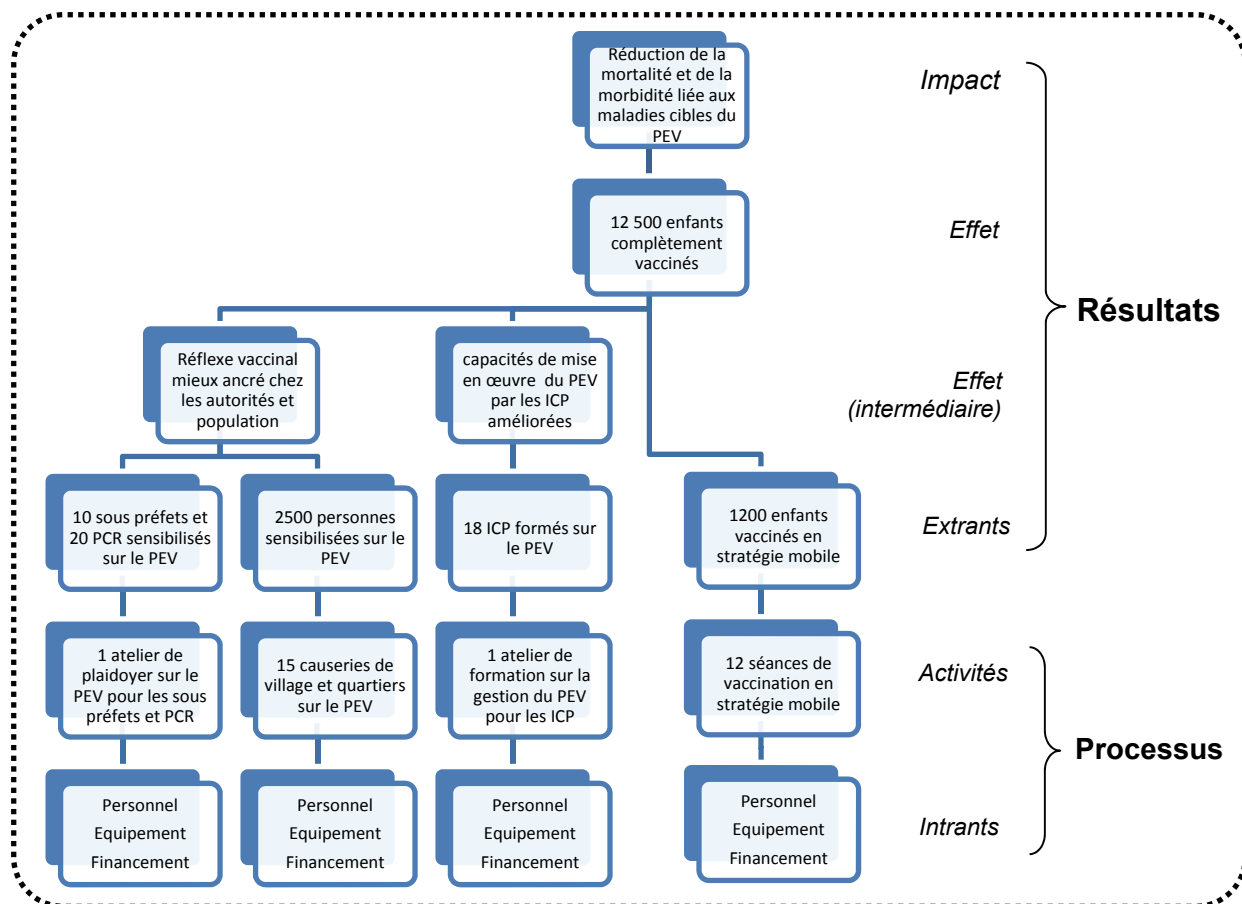 Réduction de la
mortalité et de la
morbidité liée aux
maladies cibles du
PEV
Impact
12 500 enfants
complètement
vaccinés
Effet
Résultats
Réflexe vaccinal
mieux ancré chez
les autorités et
population
capacités de mise
en œuvre du PEV
par les ICP
améliorées
Effet
(intermédiaire)
10 sous préfets et
20 PCR sensibilisés
sur le PEV
2500 personnes
sensibilisées sur le
PEV
18 ICP formés sur
le PEV
1200 enfants
vaccinés en
stratégie mobile
Extrants
1 atelier de
plaidoyer sur le
PEV pour les sous
préfets et PCR
15 causeries de
village et quartiers
sur le PEV
1 atelier de
formation sur la
gestion du PEV
pour les ICP
12 séances de
vaccination en
stratégie mobile
Activités
Processus
Personnel
Equipement
Financement
Personnel
Equipement
Financement
Personnel
Equipement
Financement
Personnel
Equipement
Financement
Intrants